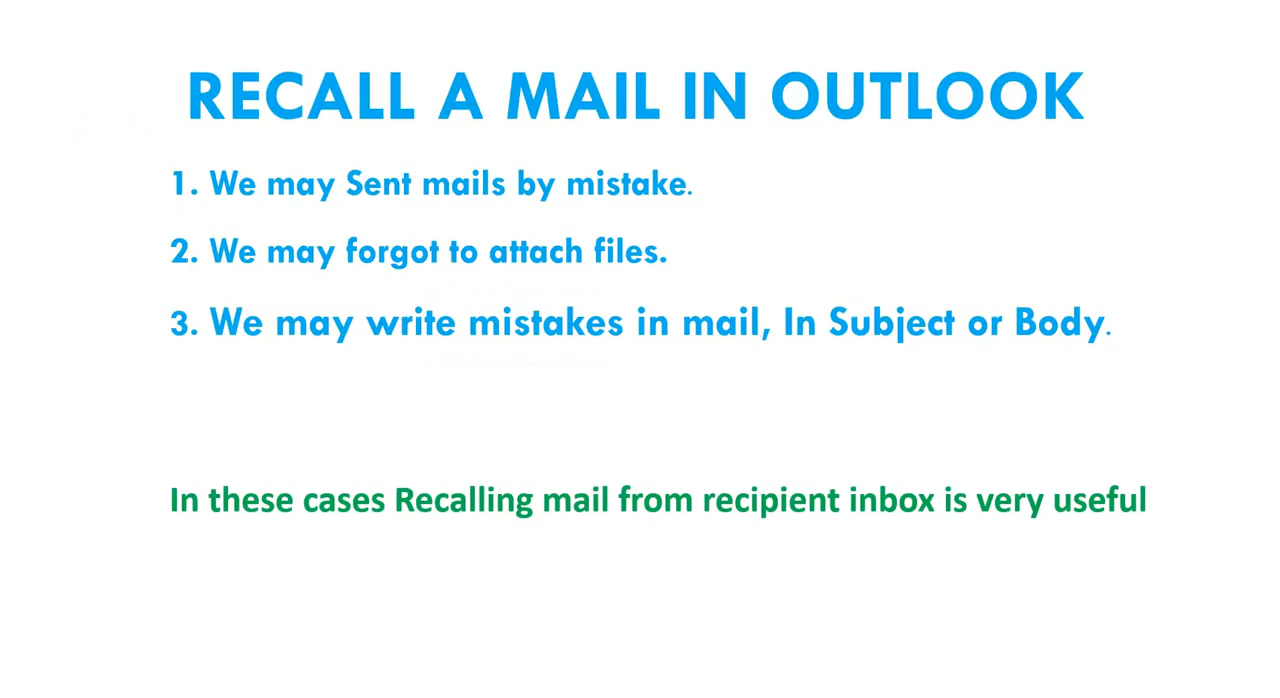 RECALL A MAIL IN OUTLOOK
1. We may Sent mails by mistake.
2. We may forgot to attach files.
3. We may write mistakes in mail, In Subject or Body.
In these cases Recalling mail from recipient inbox is very useful